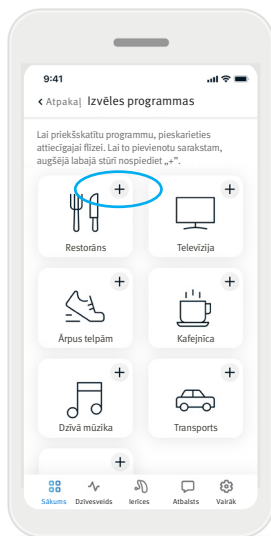 9:41
Atpakaļ Izvēles programmas
Lai priekšskatītu programmu, pieskarieties
attiecīgajai flīzei. Lai to pievienotu sarakstam,
augšējā labajā stūrī nospiediet „+”.
Restorāns
Televīzija
Ārpus telpām
Kafejnīca
Dzīvā mūzika
Transports
Sākums Dzīvesveids Ierīces Atbalsts Vairāk